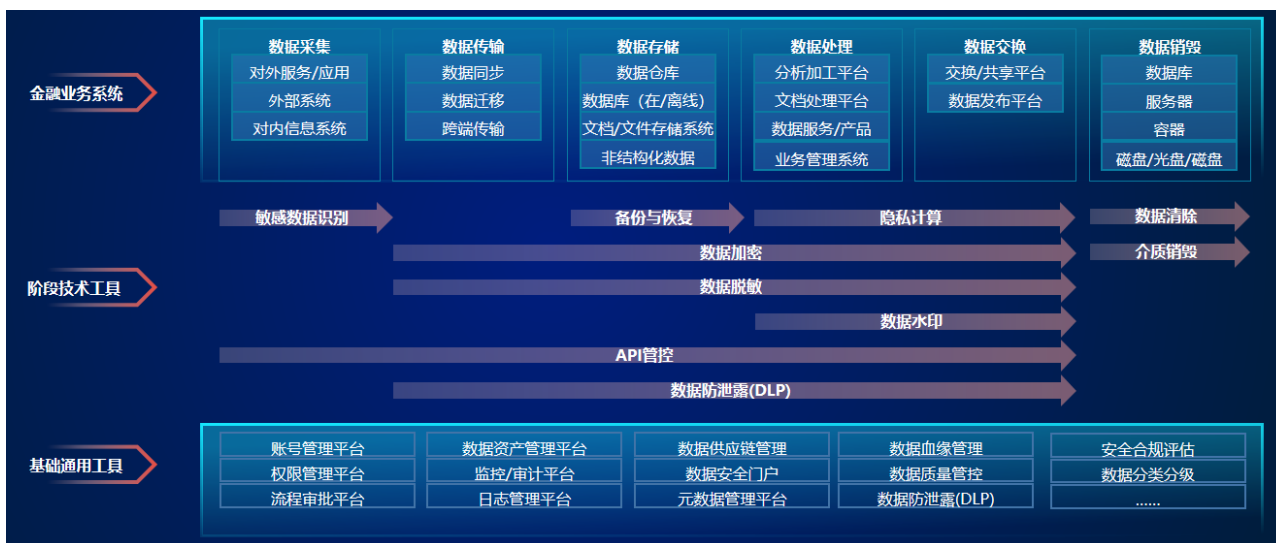 金融业务系统
数据采集
对外服务/应用
外部系统
对内信息系统
数据传输
数据同步
数据迁移
跨端传输
数据存储
数据仓库
数据库（在/离线）
文档/文件存储系统
非结构化数据
数据处理
分析加工平台
文档处理平台
数据服务/产品
业务管理系统
数据交换
交换/共享平台
数据发布平台
数据销毁
数据库
服务器
容器
磁盘/光盘/磁盘
阶段技术工具
敏感数据识别
备份与恢复
隐私计算
数据清除
数据加密
介质销毁
数据脱敏
数据水印
API管控
数据防泄露(DLP)
基础通用工具
账号管理平台
数据资产管理平台
数据供应链管理
数据血缘管理
安全合规评估
权限管理平台
监控/审计平台
数据安全门户
数据质量管控
数据分类分级
流程审批平台
日志管理平台
元数据管理平台
数据防泄露(DLP)
......